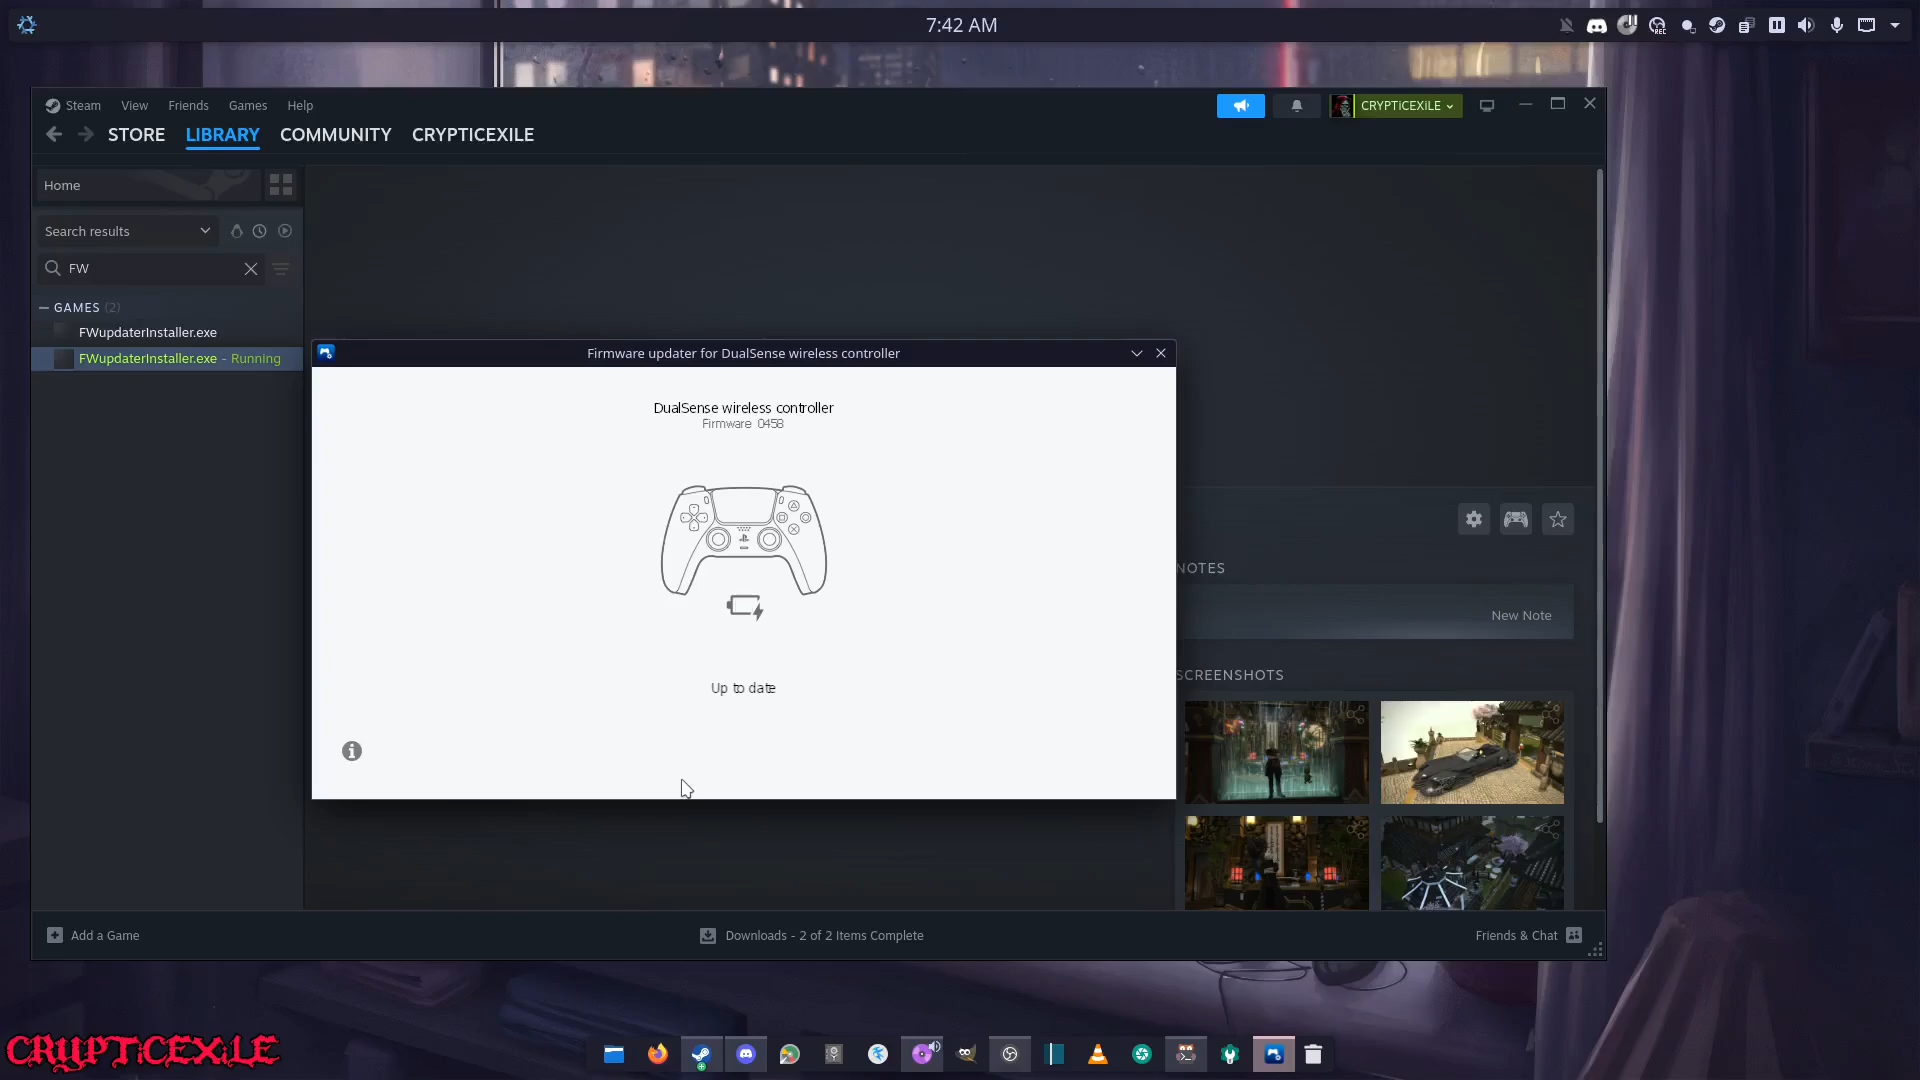 7:42 AM
REC
Steam View Friends Games Help
CRYPTiCEXiLE
STORE LIBRARY COMMUNITY CRYPTICEXILE
Home
Search results
FW
GAMES (2)
FWupdaterInstaller.exe
FWupdaterInstaller.exe - Running
Firmware updater for DualSense wireless controller
DualSense wireless controller
Firmware 0458
Up to date
NOTES
New Note
SCREENSHOTS
Add a Game
Downloads - 2 of 2 Items Complete
Friends & Chat
CRYPTiCEXiLE